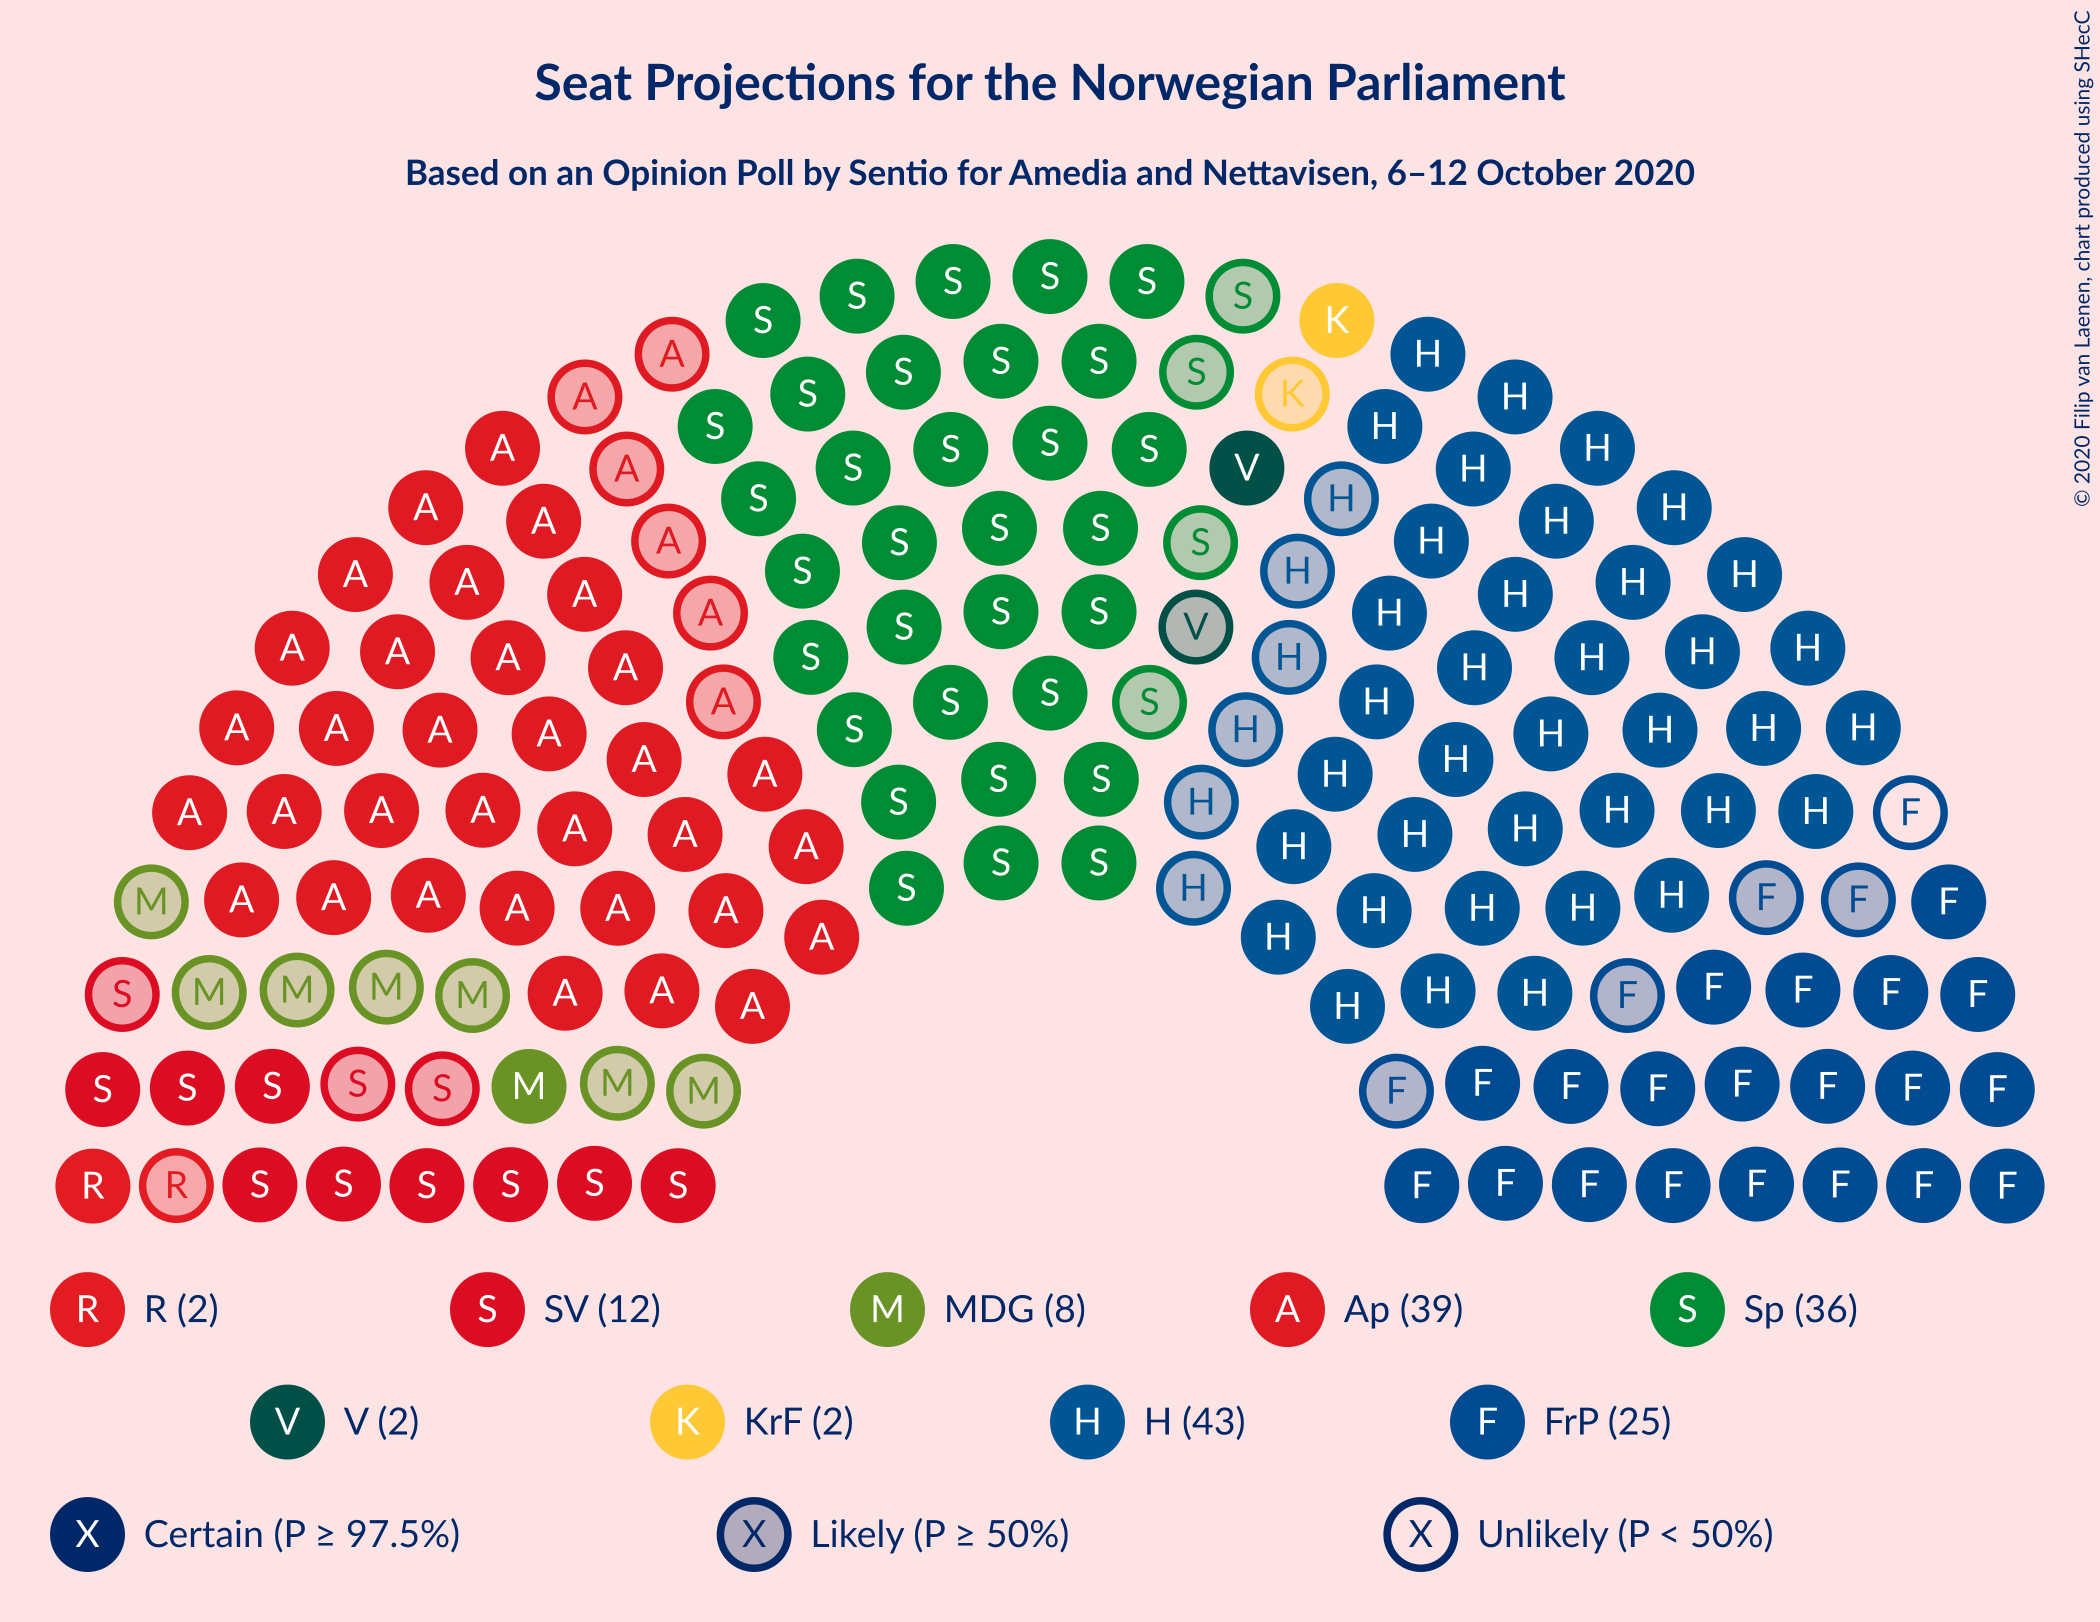 Seat Projections for the Norwegian Parliament
Based on an Opinion Poll by Sentio for Amedia and Nettavisen, 6–12 October 2020
© 2020 Filip van Laenen, chart produced using SHecC
S S S S S S K
A S S S S S K H
A S S S S V H H
A A S S S S H H
A A S S S S V H H H
A A A S S S S H H H H
A A A A S S S H H H H H
A A A A A S S S H H H H H H
A A A A A A A S H H H H H H H F
M A A A A A A A H H H H H F F F
S M M M M A A A H H H F F F F F
S S S S S M M M F F F F F F F F
R R S S S S S S F F F F F F F F
R R (2) S SV (12) M MDG (8) A Ap (39) S Sp (36)
V V (2) K KrF (2) H H (43) F FrP (25)
X Certain (P ≥ 97.5%) X Likely (P ≥ 50%) X Unlikely (P < 50%)